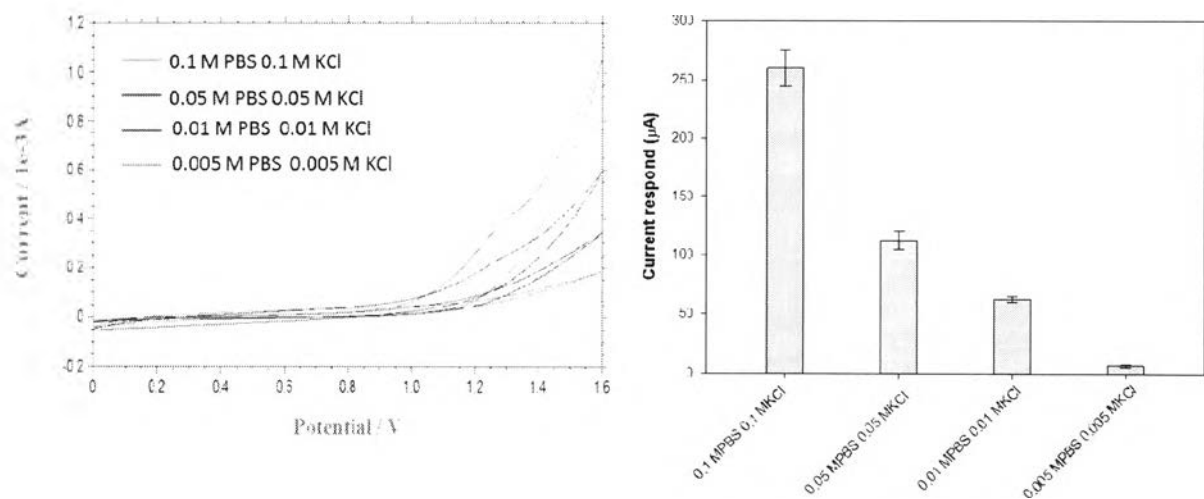 12
1.0
0.8
0.6
0.4
0.2
0
-0.2
0
0.2
0.4
0.6
0.8
1.0
1.2
1.4
1.6
Current / 1e-3 A
Potential / V
0.1 M PBS 0.1 M KCl
0.05 M PBS 0.05 M KCl
0.01 M PBS 0.01 M KCl
0.005 M PBS 0.005 M KCl
300
250
200
150
100
50
0
Current respond (µA)
0.1 MPBS 0.1 MKCl
0.05 MPBS 0.05 MKCl
0.01 MPBS 0.01 MKCl
0.005 MPBS 0.005 MKCl